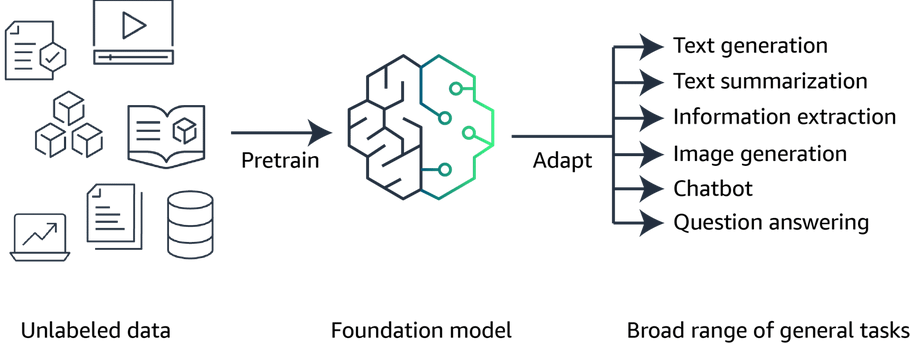 Pretrain
Adapt
Text generation
Text summarization
Information extraction
Image generation
Chatbot
Question answering
Unlabeled data
Foundation model
Broad range of general tasks